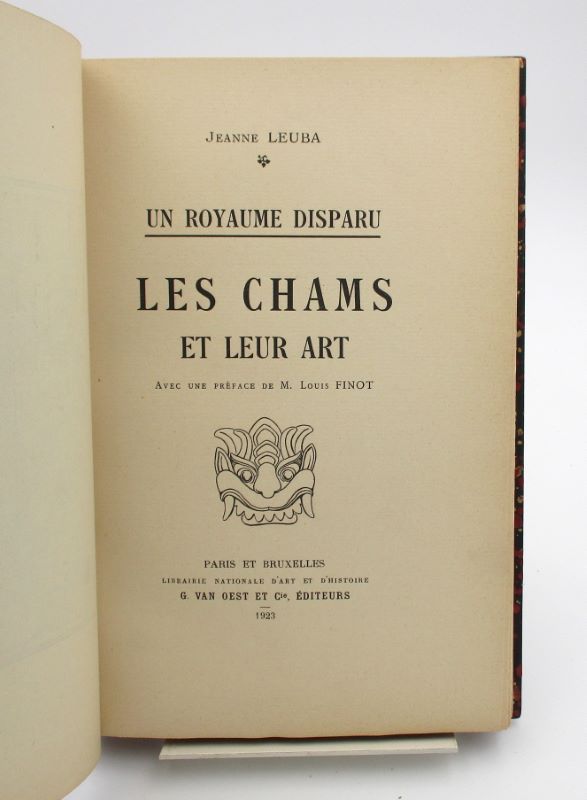 Jeanne LEUBA
UN ROYAUME DISPARU
LES CHAMS
ET LEUR ART
Avec une préface de M. Louis FINOT
PARIS ET BRUXELLES
LIBRAIRIE NATIONALE D'ART ET D'HISTOIRE
G. VAN OEST ET Cie, ÉDITEURS
1923